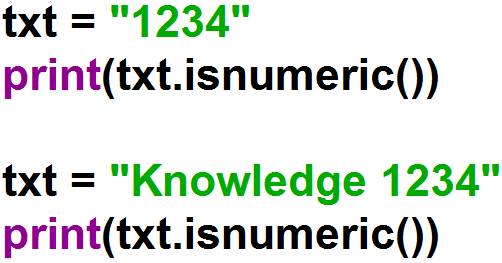 txt = "1234"
print(txt.isnumeric())
txt = "Knowledge 1234"
print(txt.isnumeric())